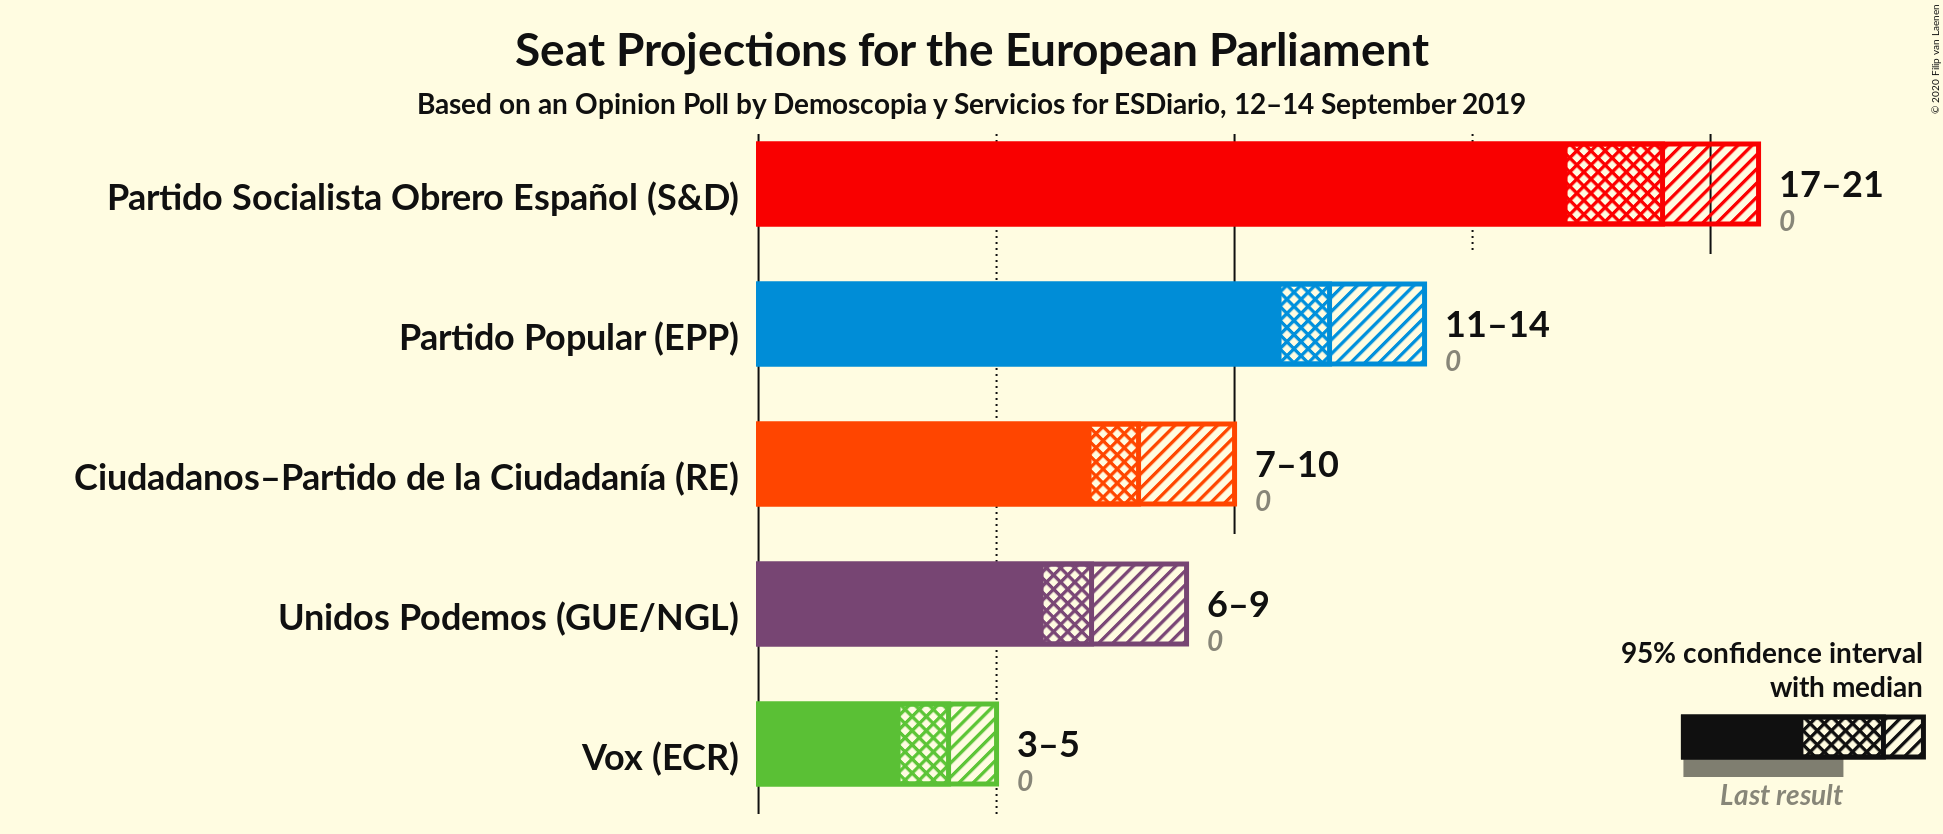 Seat Projections for the European Parliament
Based on an Opinion Poll by Demoscopia y Servicios for ESDiario, 12–14 September 2019
© 2020 Filip van Laenen
Partido Socialista Obrero Español (S&D)
17–21
0
Partido Popular (EPP)
11–14
0
Ciudadanos–Partido de la Ciudadanía (RE)
7–10
0
Unidos Podemos (GUE/NGL)
6–9
0
Vox (ECR)
3–5
0
95% confidence interval
with median
Last result